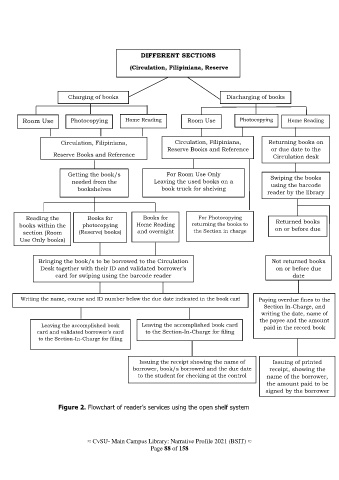 DIFFERENT SECTIONS
(Circulation, Filipiniana, Reserve
Charging of books
Discharging of books
Room Use
Photocopying
Home Reading
Room Use
Photocopying
Home Reading
Circulation, Filipiniana,
Reserve Books and Reference
Circulation, Filipiniana,
Reserve Books and Reference
Returning books on
or due date to the
Circulation desk
Getting the book/s
needed from the
bookshelves
For Room Use Only
Leaving the used books on a
book truck for shelving
Swiping the books
using the barcode
reader by the library
Reading the
books within the
section (Room
Use Only books)
Books for
photocopying
(Reserve) books)
Books for
Home Reading
and overnight
For Photocopying
returning the books to
the Section in charge
Returned books
on or before due
Bringing the book/s to be borrowed to the Circulation
Desk together with their ID and validated borrower's
card for swiping using the barcode reader
Not returned books
on or before due
date
Writing the name, course and ID number below the due date indicated in the book card
Paying overdue fines to the
Section In-Charge, and
writing the date, name of
the payee and the amount
paid in the record book
Leaving the accomplished book
card and validated borrower's card
to the Section-In-Charge for filing
Leaving the accomplished book card
to the Section-In-Charge for filing
Issuing the receipt showing the name of
borrower, book/s borrowed and the due date
to the student for checking at the control
Issuing of printed
receipt, showing the
name of the borrower,
the amount paid to be
signed by the borrower
Figure 2. Flowchart of reader's services using the open shelf system
≈ CvSU- Main Campus Library: Narrative Profile 2021 (BSIT) ≈
Page 88 of 158